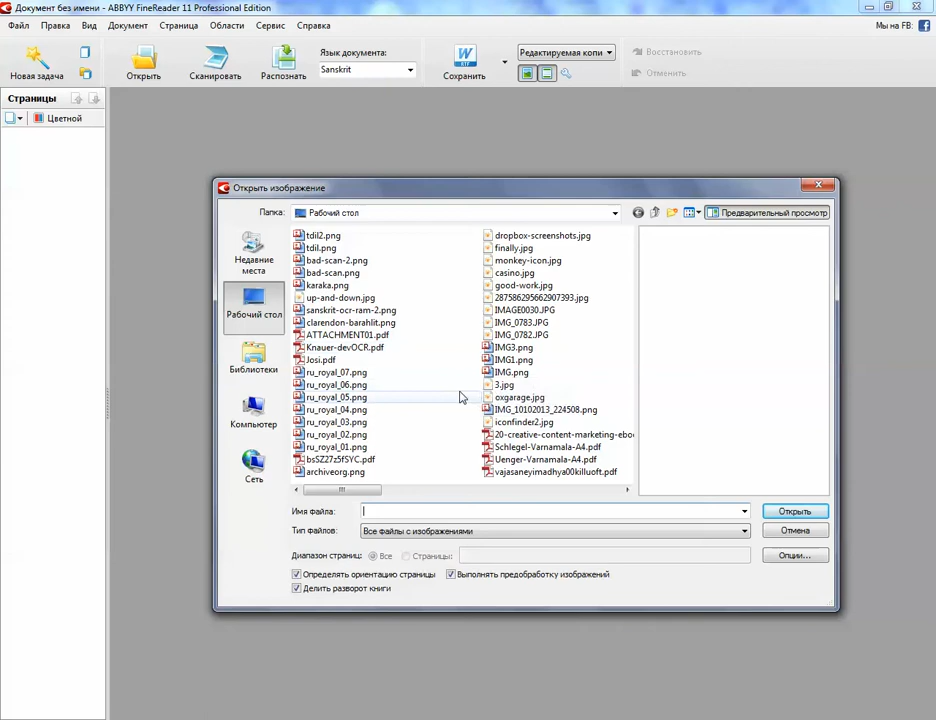 Документ без имени - ABBYY FineReader 11 Professional Edition
Файл Правка Вид Документ Страница Области Сервис Справка
Мы на FB:
Новая задача
Открыть
Сканировать
Распознать
Язык документа:
Sanskrit
Сохранить
Редактируемая копи
Восстановить
Отменить
Страницы
Цветной
Открыть изображение
Папка: Рабочий стол
Предварительный просмотр
Недавние места
Рабочий стол
Библиотеки
Компьютер
Сеть
tdil2.png
tdil.png
bad-scan-2.png
bad-scan.png
karaka.png
up-and-down.jpg
sanskrit-ocr-ram-2.png
clarendon-barahlit.png
ATTACHMENT01.pdf
Knauer-devOCR.pdf
Josi.pdf
ru_royal_07.png
ru_royal_06.png
ru_royal_05.png
ru_royal_04.png
ru_royal_03.png
ru_royal_02.png
ru_royal_01.png
bsSZ27z5fSYC.pdf
archiveorg.png
dropbox-screenshots.jpg
finally.jpg
monkey-icon.jpg
casino.jpg
good-work.jpg
287586295662907393.jpg
IMAGE0030.JPG
IMG_0783.JPG
IMG_0782.JPG
IMG3.png
IMG1.png
IMG.png
3.jpg
oxgarage.jpg
IMG_10102013_224508.png
iconfinder2.jpg
20-creative-content-marketing-eboo
Schlegel-Varnamala-A4.pdf
Uenger-Varnamala-A4.pdf
vajasaneyimadhya00killuoft.pdf
Имя файла:
Открыть
Тип файлов: Все файлы с изображениями
Отмена
Диапазон страниц: Все Страницы:
Опции...
Определять ориентацию страницы Выполнять предобработку изображений
Делить разворот книги